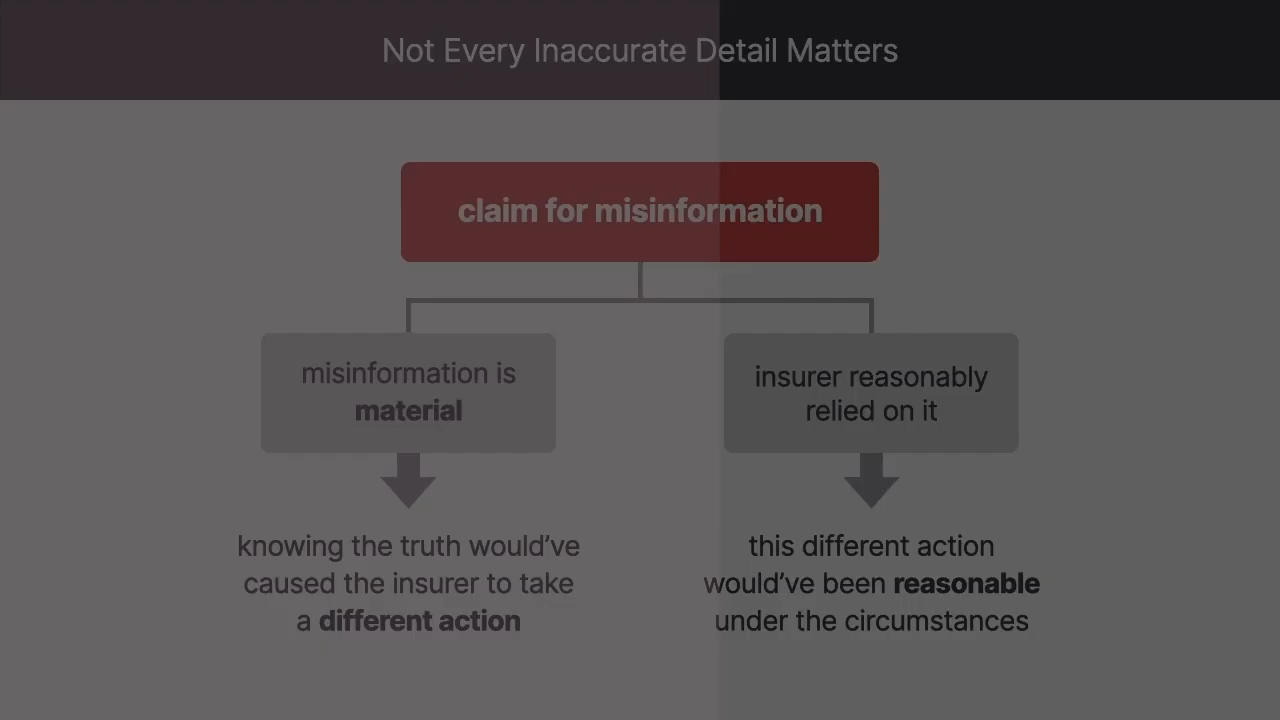 Not Every Inaccurate Detail Matters
claim for misinformation
misinformation is
material
insurer reasonably
relied on it
knowing the truth would’ve
caused the insurer to take
a different action
this different action
would’ve been reasonable
under the circumstances